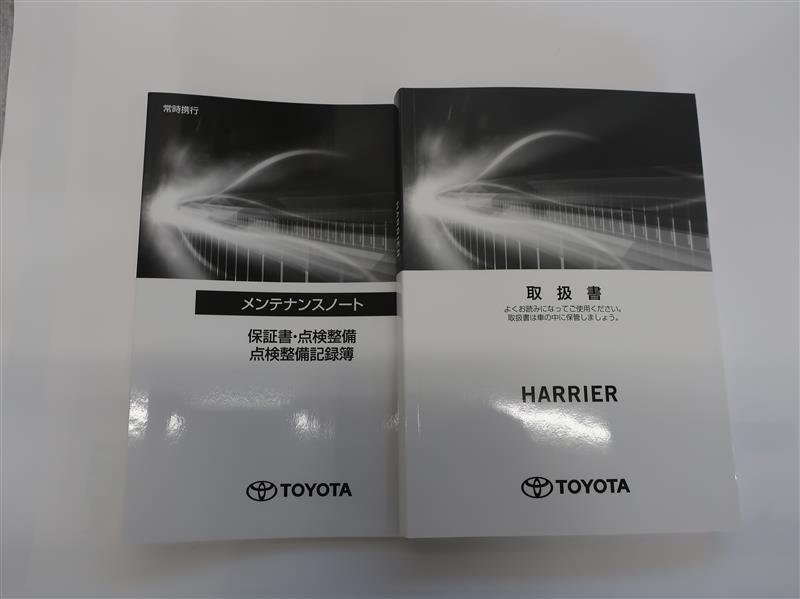 常時携行
メンテナンスノート
保証書・点検整備
点検整備記録簿
TOYOTA
HARRIER
取扱書
よくお読みになってご使用ください。
取扱書は車の中に保管しましょう。
HARRIER
TOYOTA